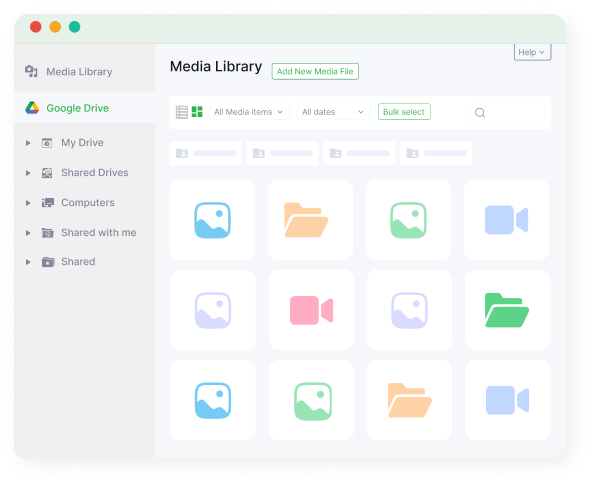 Help
Media Library
Google Drive
My Drive
Shared Drives
Computers
Shared with me
Shared
Media Library
Add New Media File
All Media items
All dates
Bulk select